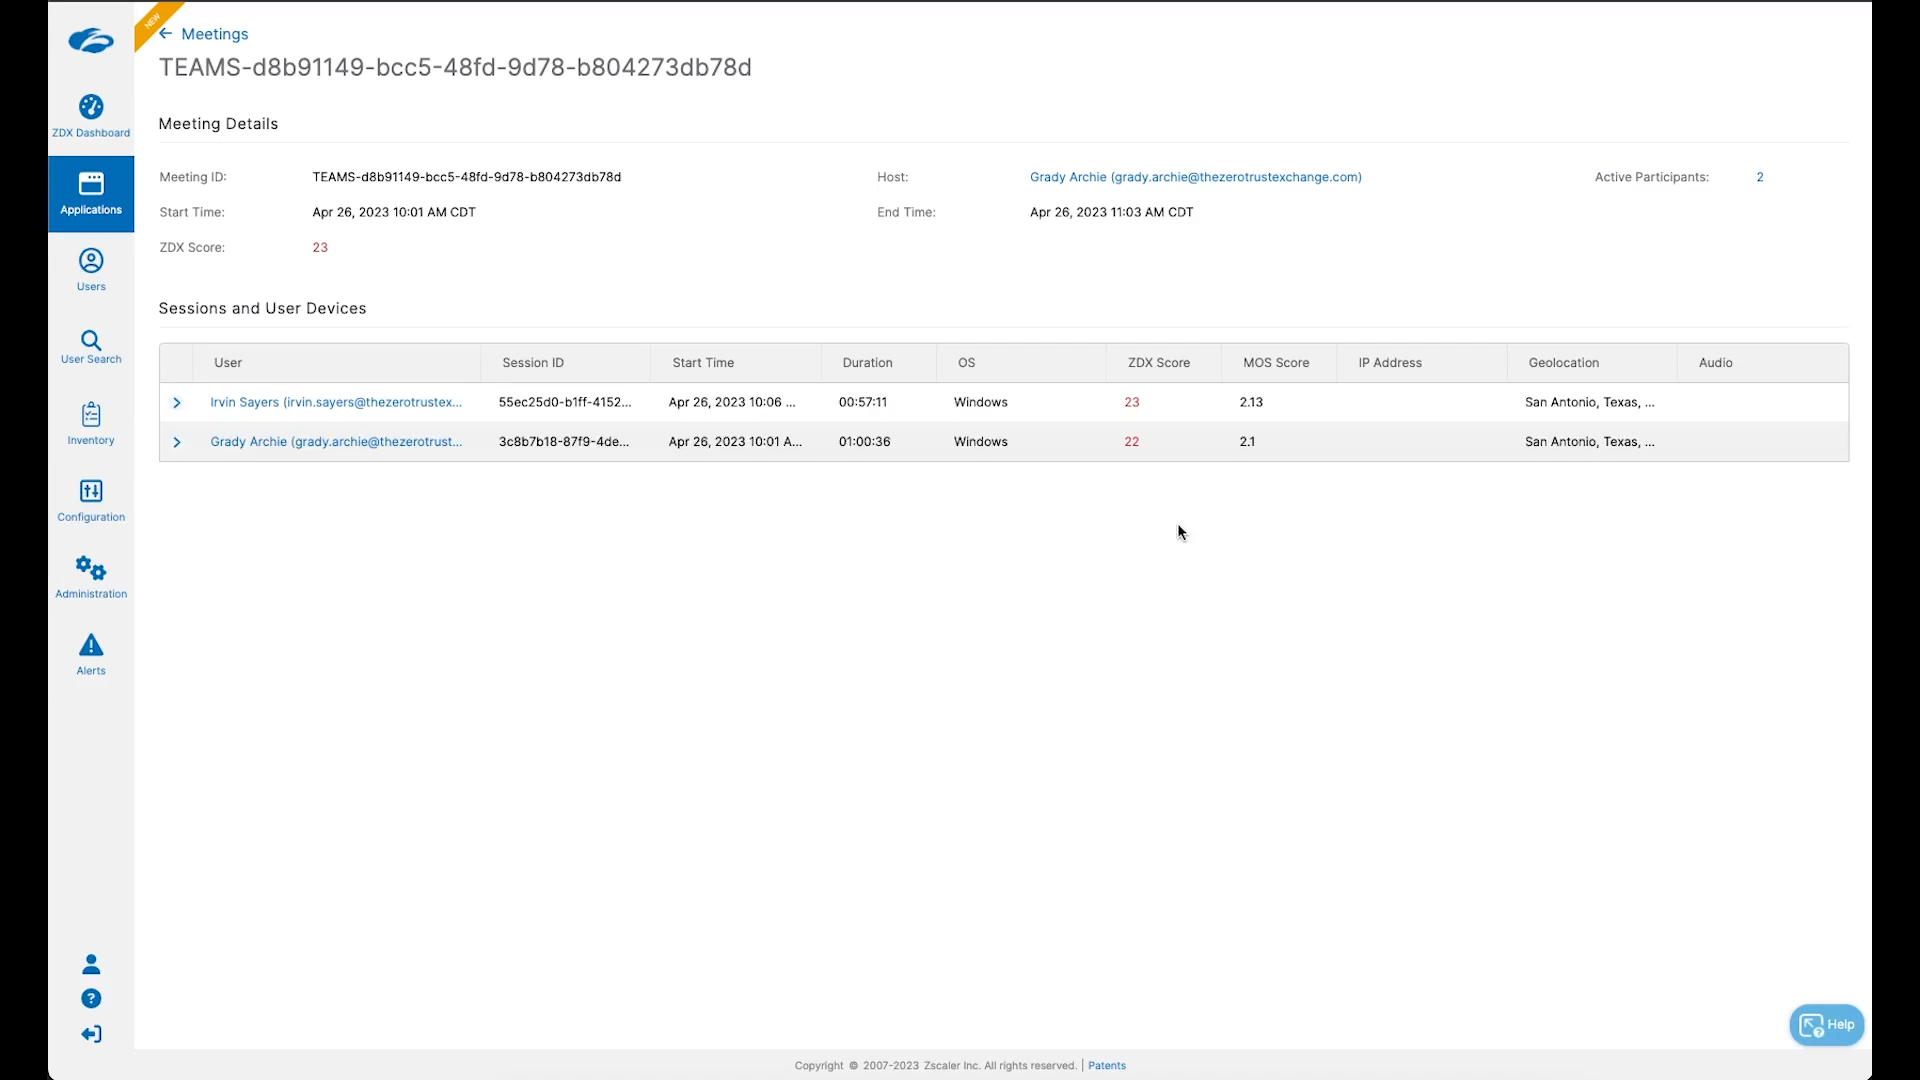 NEW
Meetings
TEAMS-d8b91149-bcc5-48fd-9d78-b804273db78d
ZDX Dashboard
Applications
Users
User Search
Inventory
Configuration
Administration
Alerts
Meeting Details
Meeting ID: TEAMS-d8b91149-bcc5-48fd-9d78-b804273db78d Host: Grady Archie (grady.archie@thezerotrustexchange.com) Active Participants: 2
Start Time: Apr 26, 2023 10:01 AM CDT End Time: Apr 26, 2023 11:03 AM CDT
ZDX Score: 23
Sessions and User Devices
User Session ID Start Time Duration OS ZDX Score MOS Score IP Address Geolocation Audio
Irvin Sayers (irvin.sayers@thezerotrustex... 55ec25d0-b1ff-4152... Apr 26, 2023 10:06 ... 00:57:11 Windows 23 2.13 San Antonio, Texas, ...
Grady Archie (grady.archie@thezerotrust... 3c8b7b18-87f9-4de... Apr 26, 2023 10:01 A... 01:00:36 Windows 22 2.1 San Antonio, Texas, ...
Help
Copyright © 2007-2023 Zscaler Inc. All rights reserved. | Patents